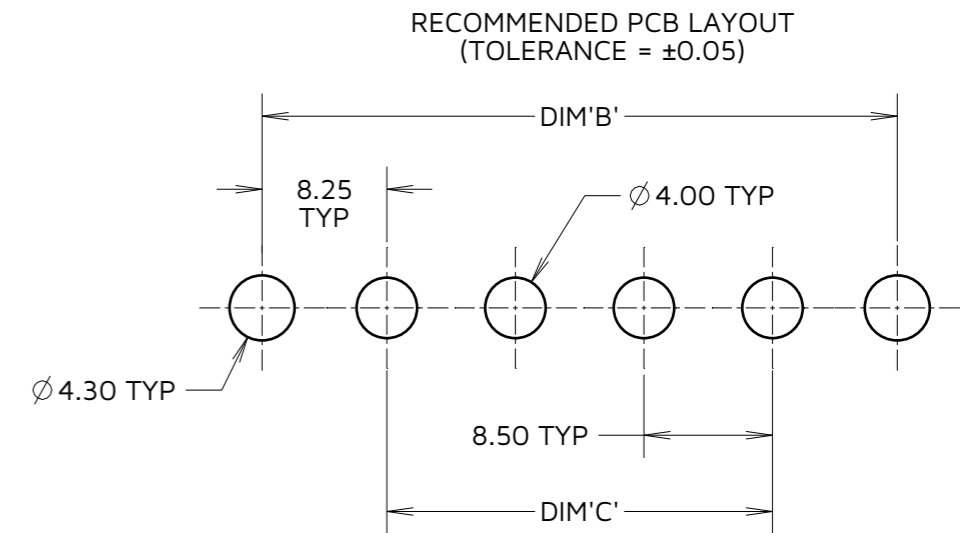 RECOMMENDED PCB LAYOUT
(TOLERANCE = ±0.05)
DIM'B'
8.25
TYP
∅4.00 TYP
∅4.30 TYP
8.50 TYP
DIM'C'